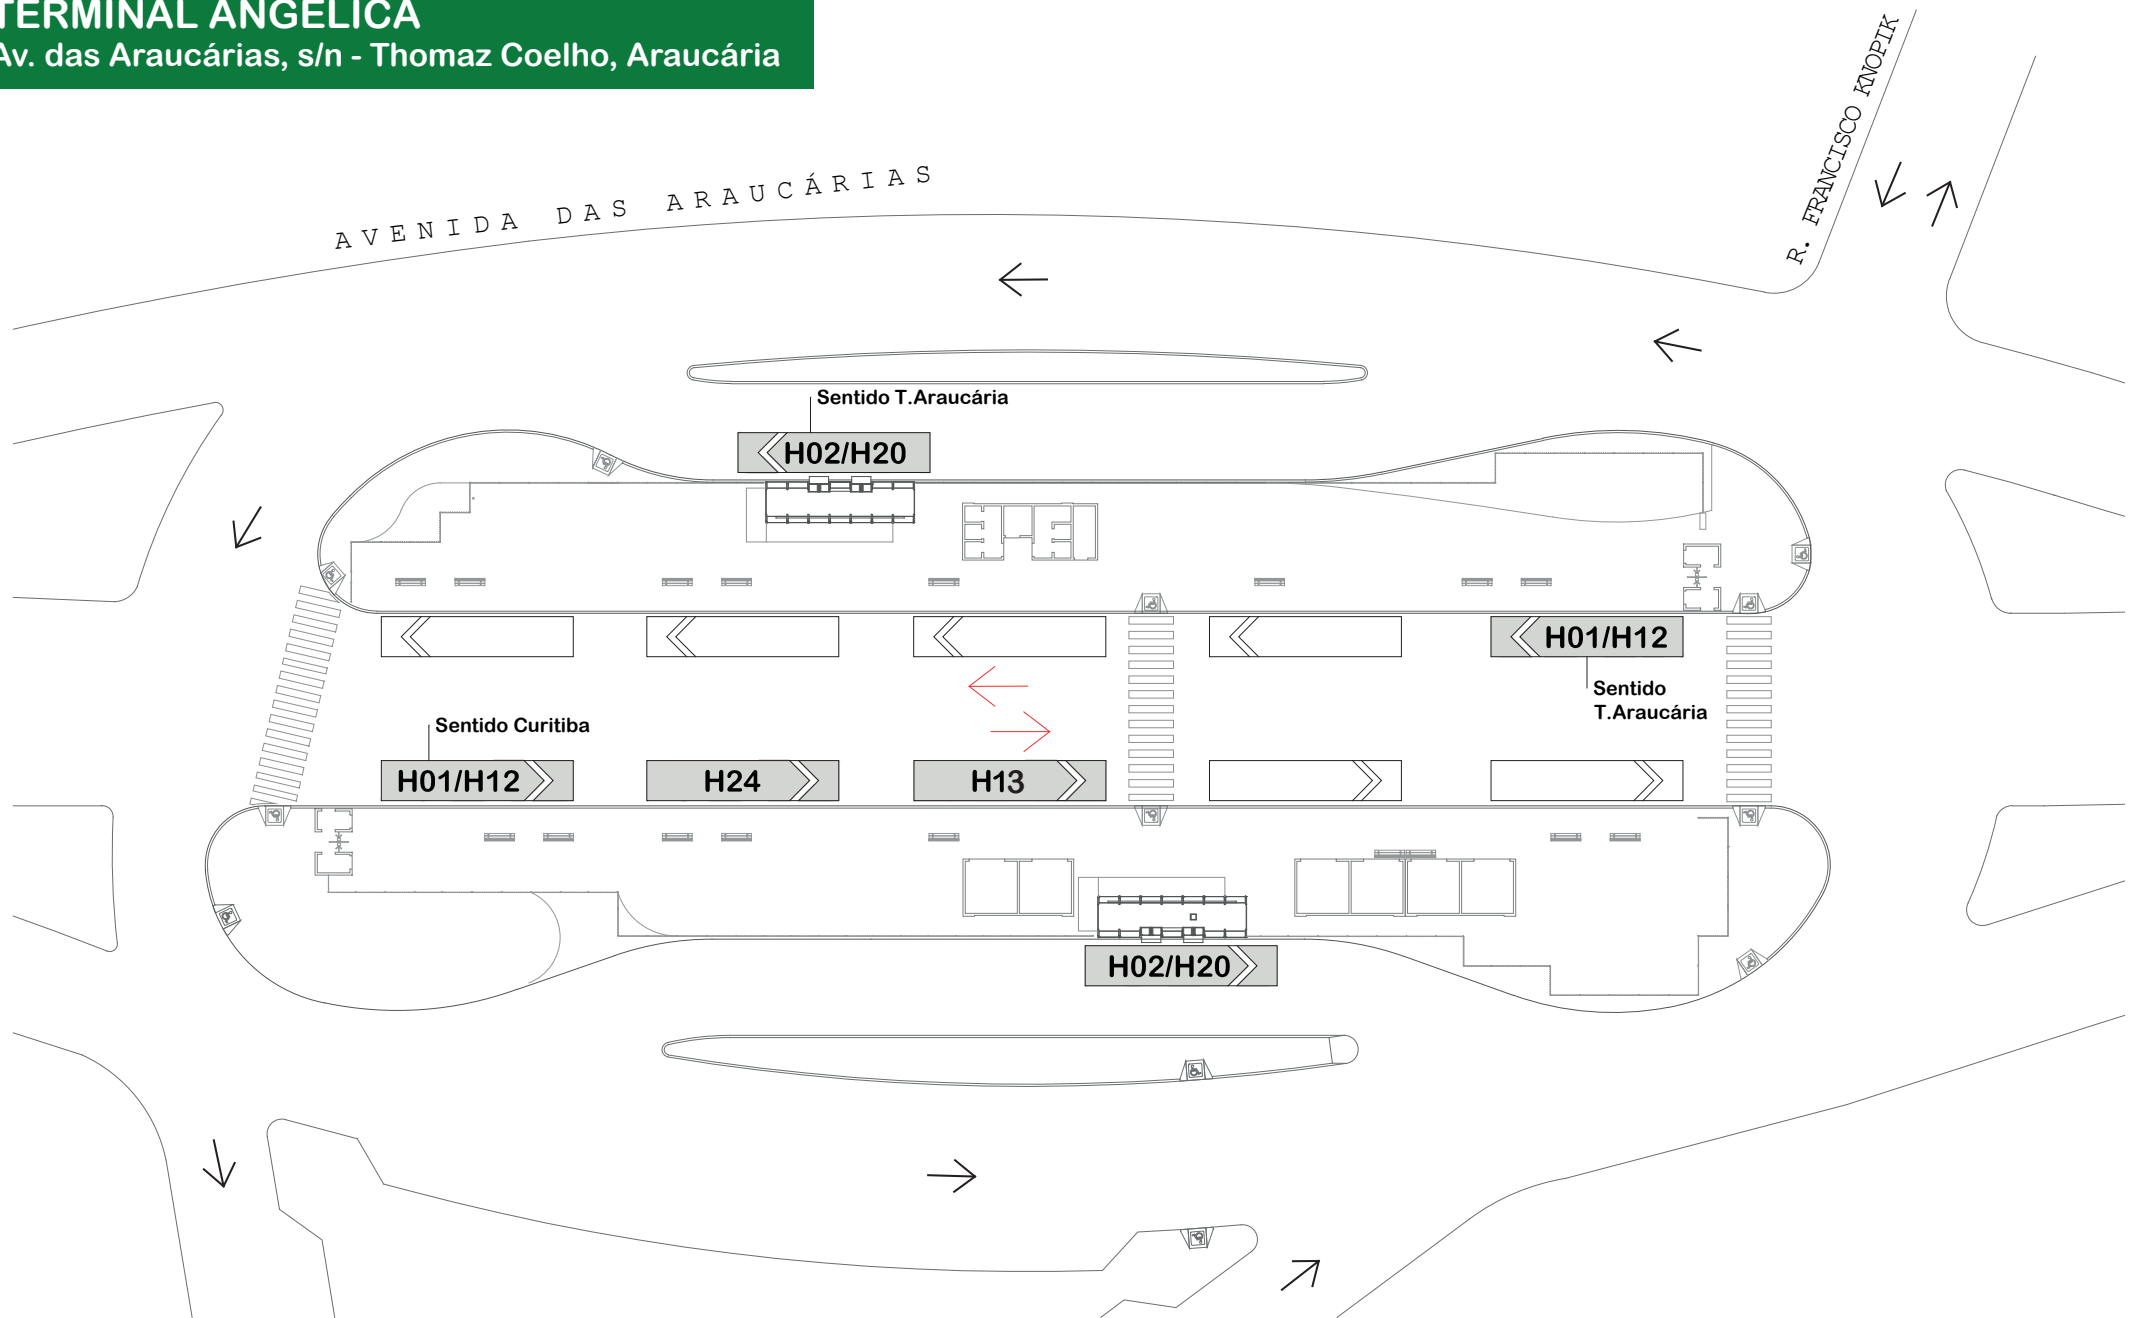 TERMINAL ANGÉLICA
Av. das Araucárias, s/n - Thomaz Coelho, Araucária
R. FRANCISCO KNOPIK
AVENIDA DAS ARAUCÁRIAS
Sentido T.Araucária
H02/H20
H01/H12
Sentido
T.Araucária
Sentido Curitiba
H01/H12
H24
H13
H02/H20